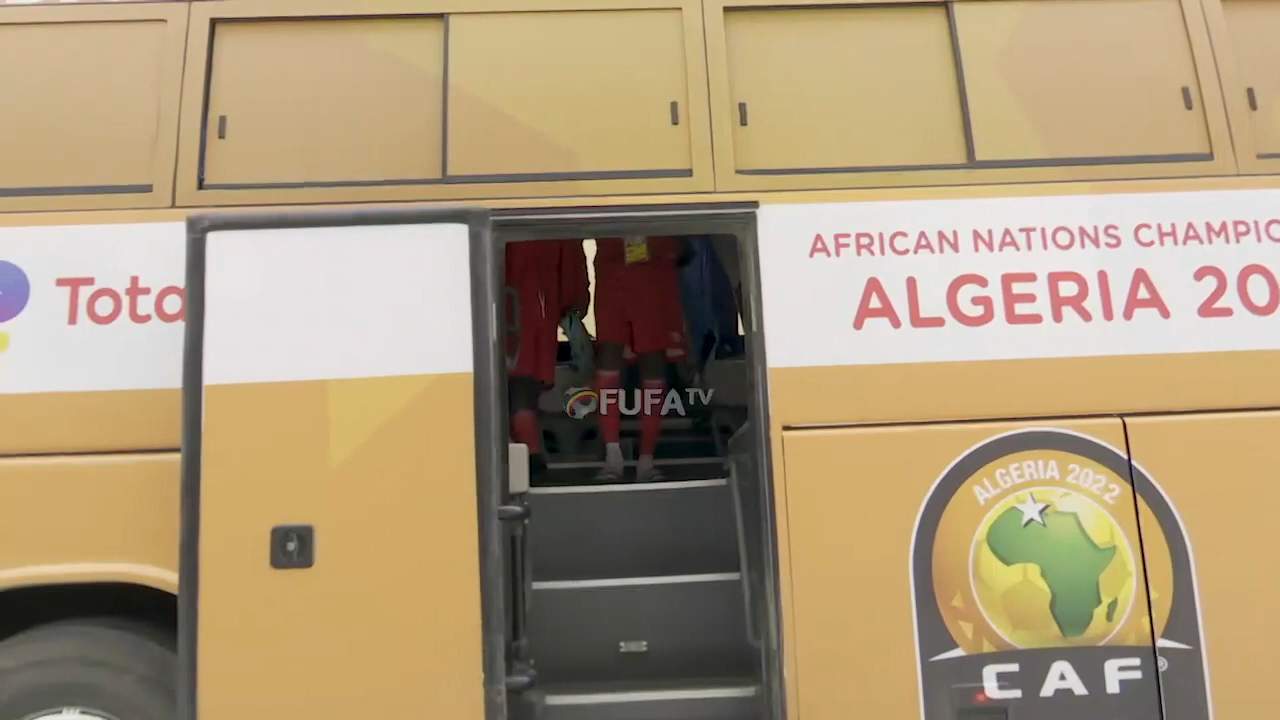 AFRICAN NATIONS CHAMPIO
ALGERIA 20
Tota
FUFA TV
ALGERIA 2022
CAF